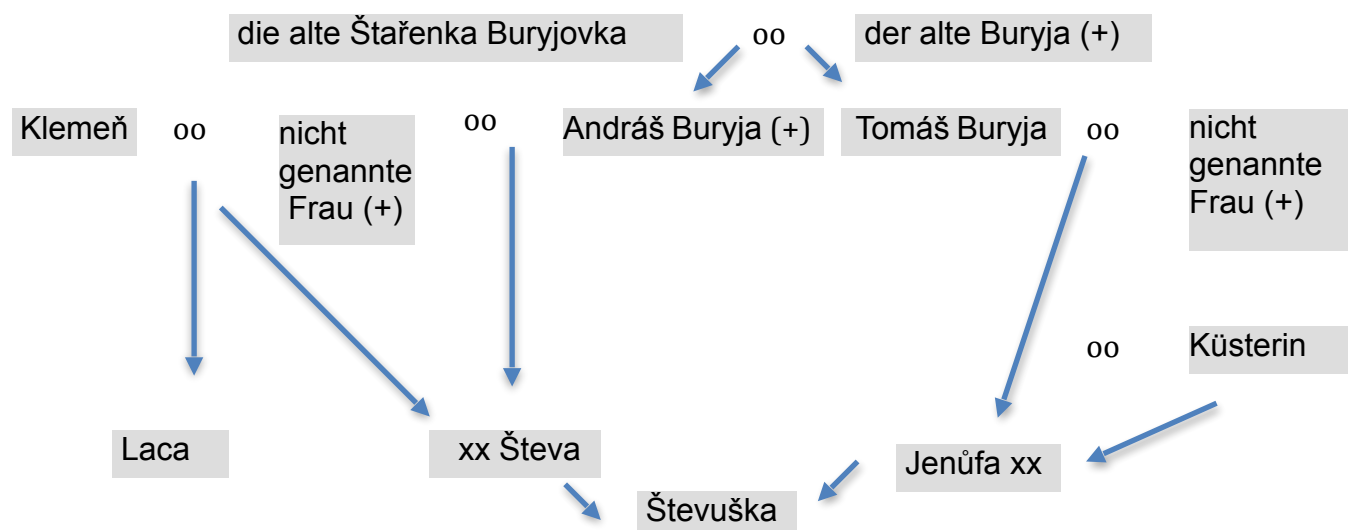 die alte Štařenka Buryjovka oo der alte Buryja (+)
Klemeň oo nicht genannte Frau (+) oo Andráš Buryja (+) Tomáš Buryja oo nicht genannte Frau (+)
oo Küsterin
Laca xx Števa Jenůfa xx
Števuška